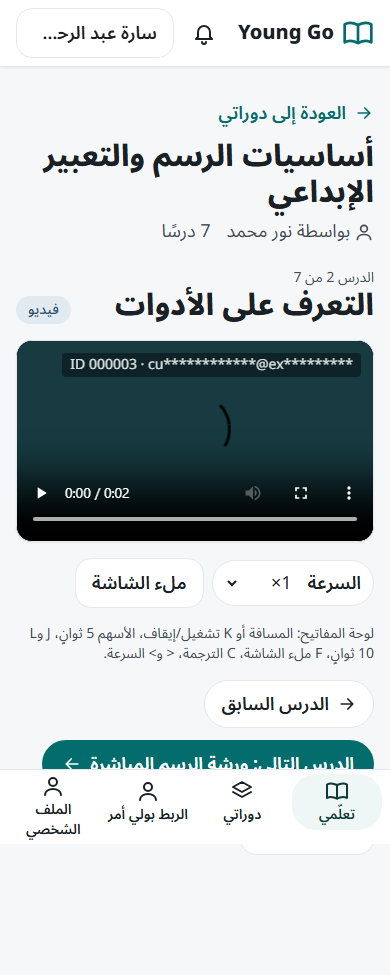 Young Go
سارة عبد الرحـ...
العودة إلى دوراتي
أساسيات الرسم والتعبير
الإبداعي
بواسطة نور محمد
7 درسًا
الدرس 2 من 7
التعرف على الأدوات
فيديو
ID 000003 · cu************@ex*********
0:00 / 0:02
السرعة
1×
ملء الشاشة
لوحة المفاتيح: المسافة أو K تشغيل/إيقاف، الأسهم 5 ثوانٍ، J وL
10 ثوانٍ، F ملء الشاشة، C الترجمة، < و> السرعة.
الدرس السابق
الدرس التالي: ورشة الرسم المباشرة
تعلّمي
دوراتي
الربط بولي أمر
الملف
الشخصي